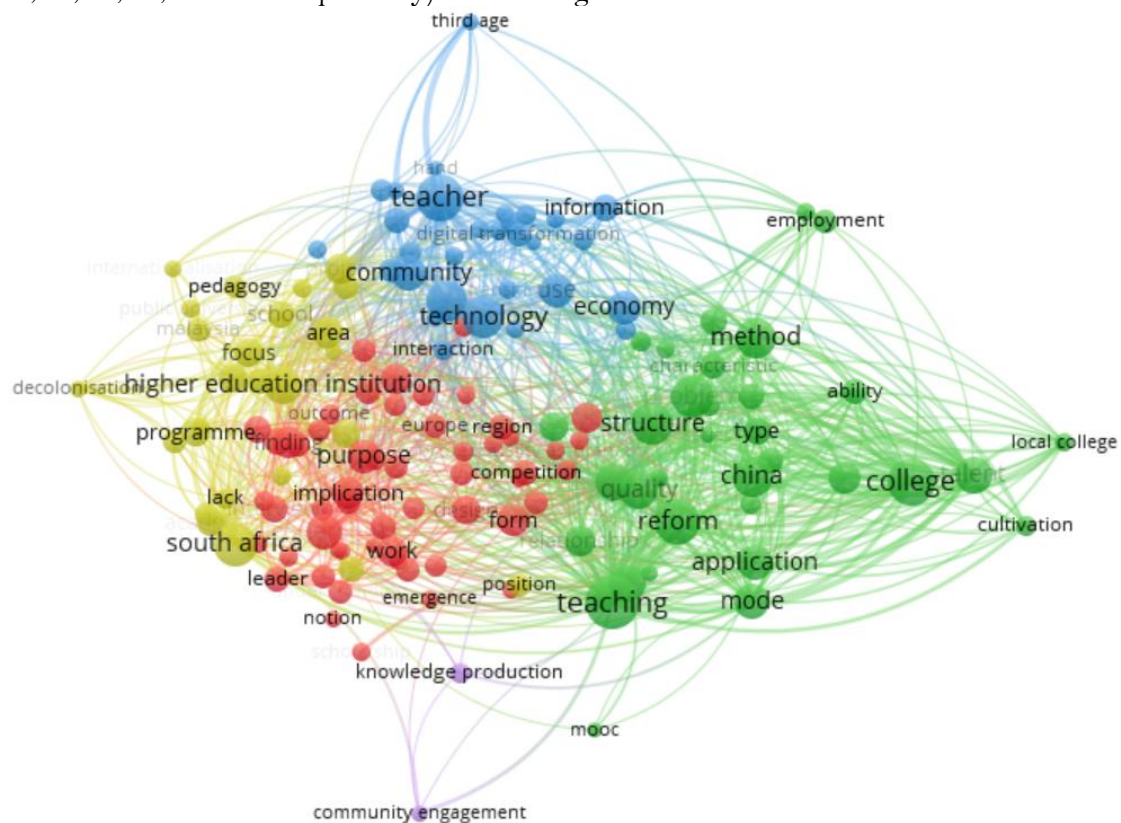 third age
hand
teacher
information
employment
digital transformation
community
pedagogy
economy
technology
school
malaysia
area
method
interaction
focus
characteristic
decolonisation
higher education institution
ability
outcome
structure
europe
region
programme
type
finding
local college
purpose
competition
china
college
talent
quality
implication
lack
design
form
reform
cultivation
relationship
south africa
work
application
leader
position
emergence
teaching
mode
notion
knowledge production
mooc
community engagement